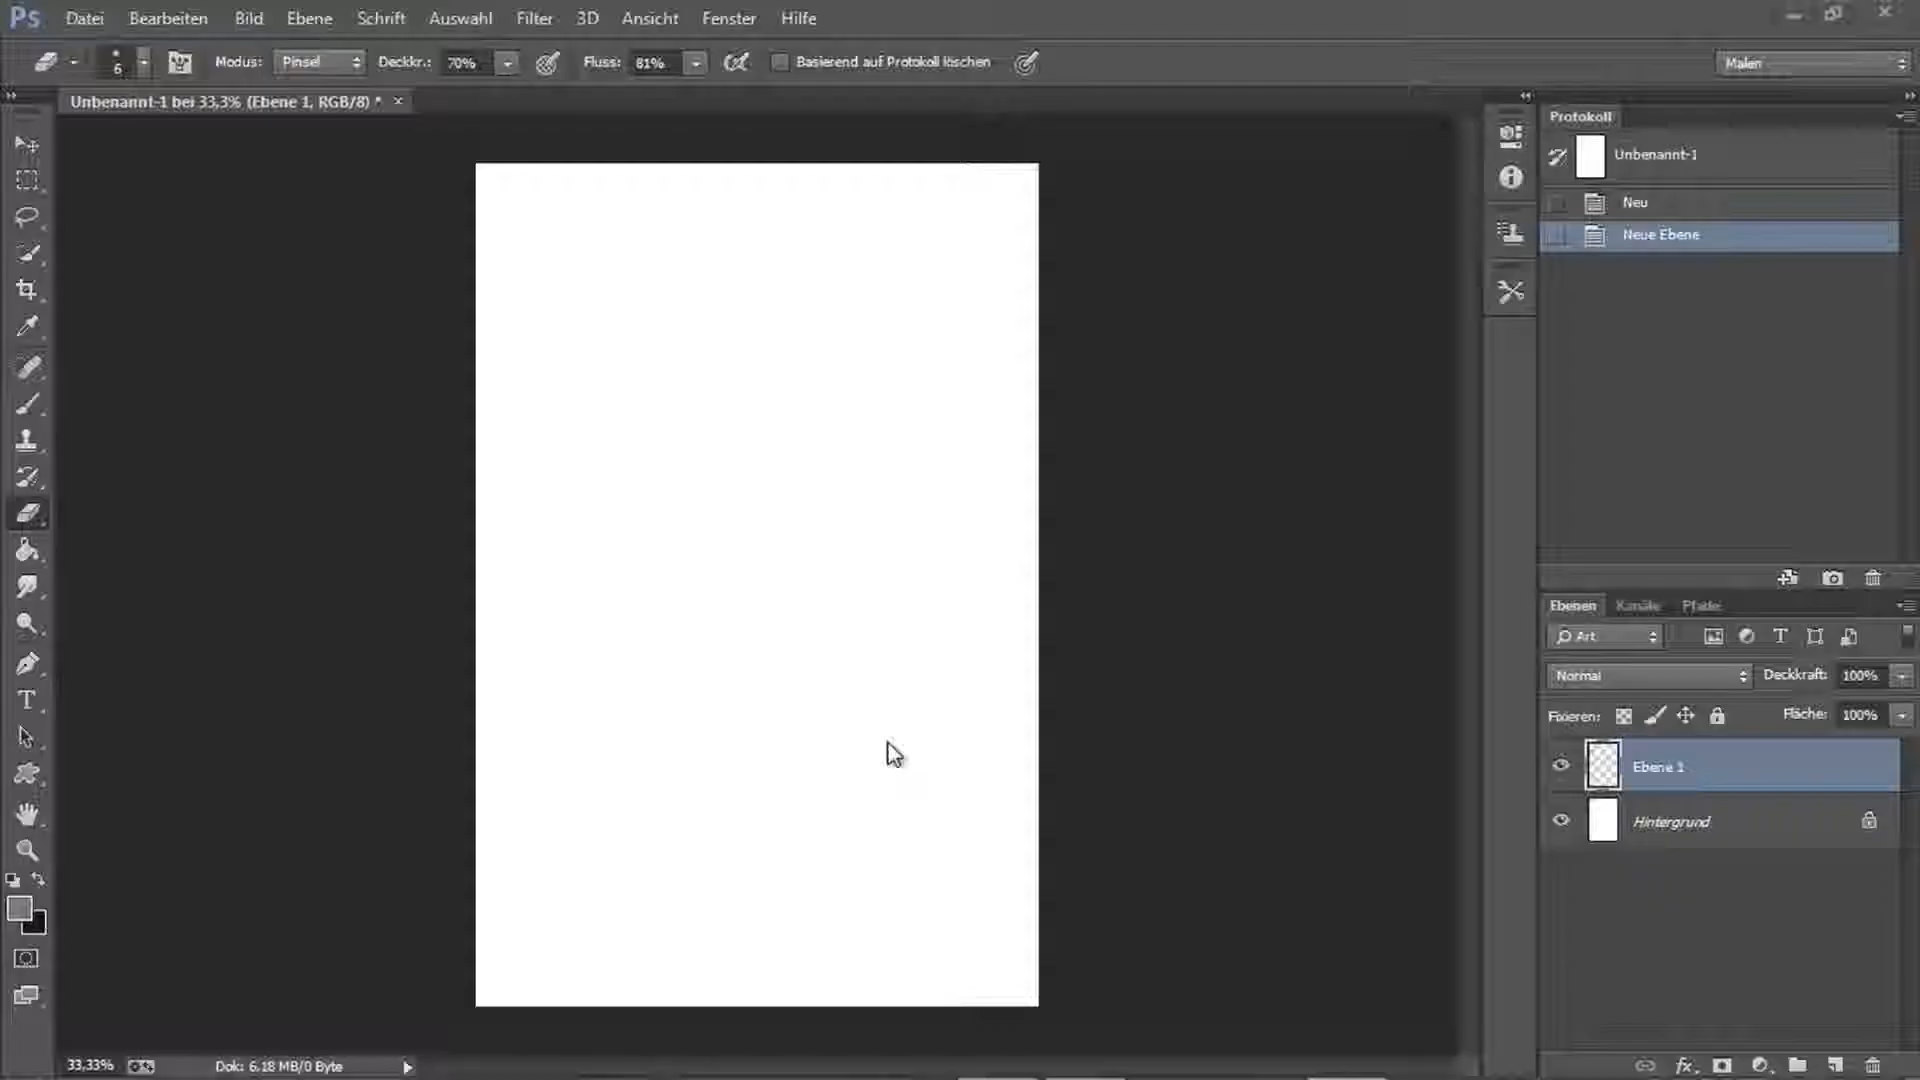 Ps Datei Bearbeiten Bild Ebene Schrift Auswahl Filter 3D Ansicht Fenster Hilfe
6 Modus: Pinsel Deckkr.: 70% Fluss: 81% Basierend auf Protokoll löschen Malen
Unbenannt-1 bei 33,3% (Ebene 1, RGB/8) * ×
Protokoll
Unbenannt-1
Neu
Neue Ebene
Ebenen Kanäle Pfade
Art
Normal Deckkraft: 100%
Fixieren: Fläche: 100%
Ebene 1
Hintergrund
33,33% Dok: 6,18 MB/0 Byte